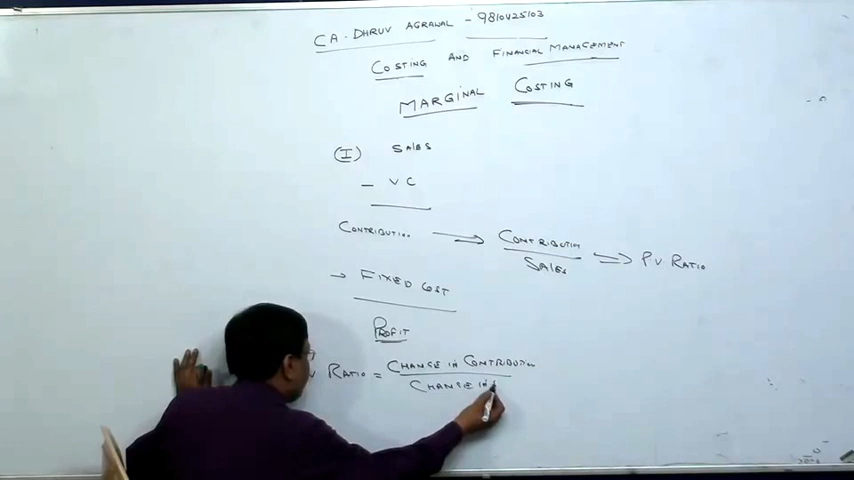 CA. DHRUV AGRAWAL - 9810425103
COSTING AND FINANCIAL MANAGEMENT
MARGINAL COSTING
(I) SALES
- VC
CONTRIBUTION → CONTRIBUTION / SALES ⇒ PV RATIO
→ FIXED COST
PROFIT
V RATIO = CHANGE IN CONTRIBUTION
CHANGE IN